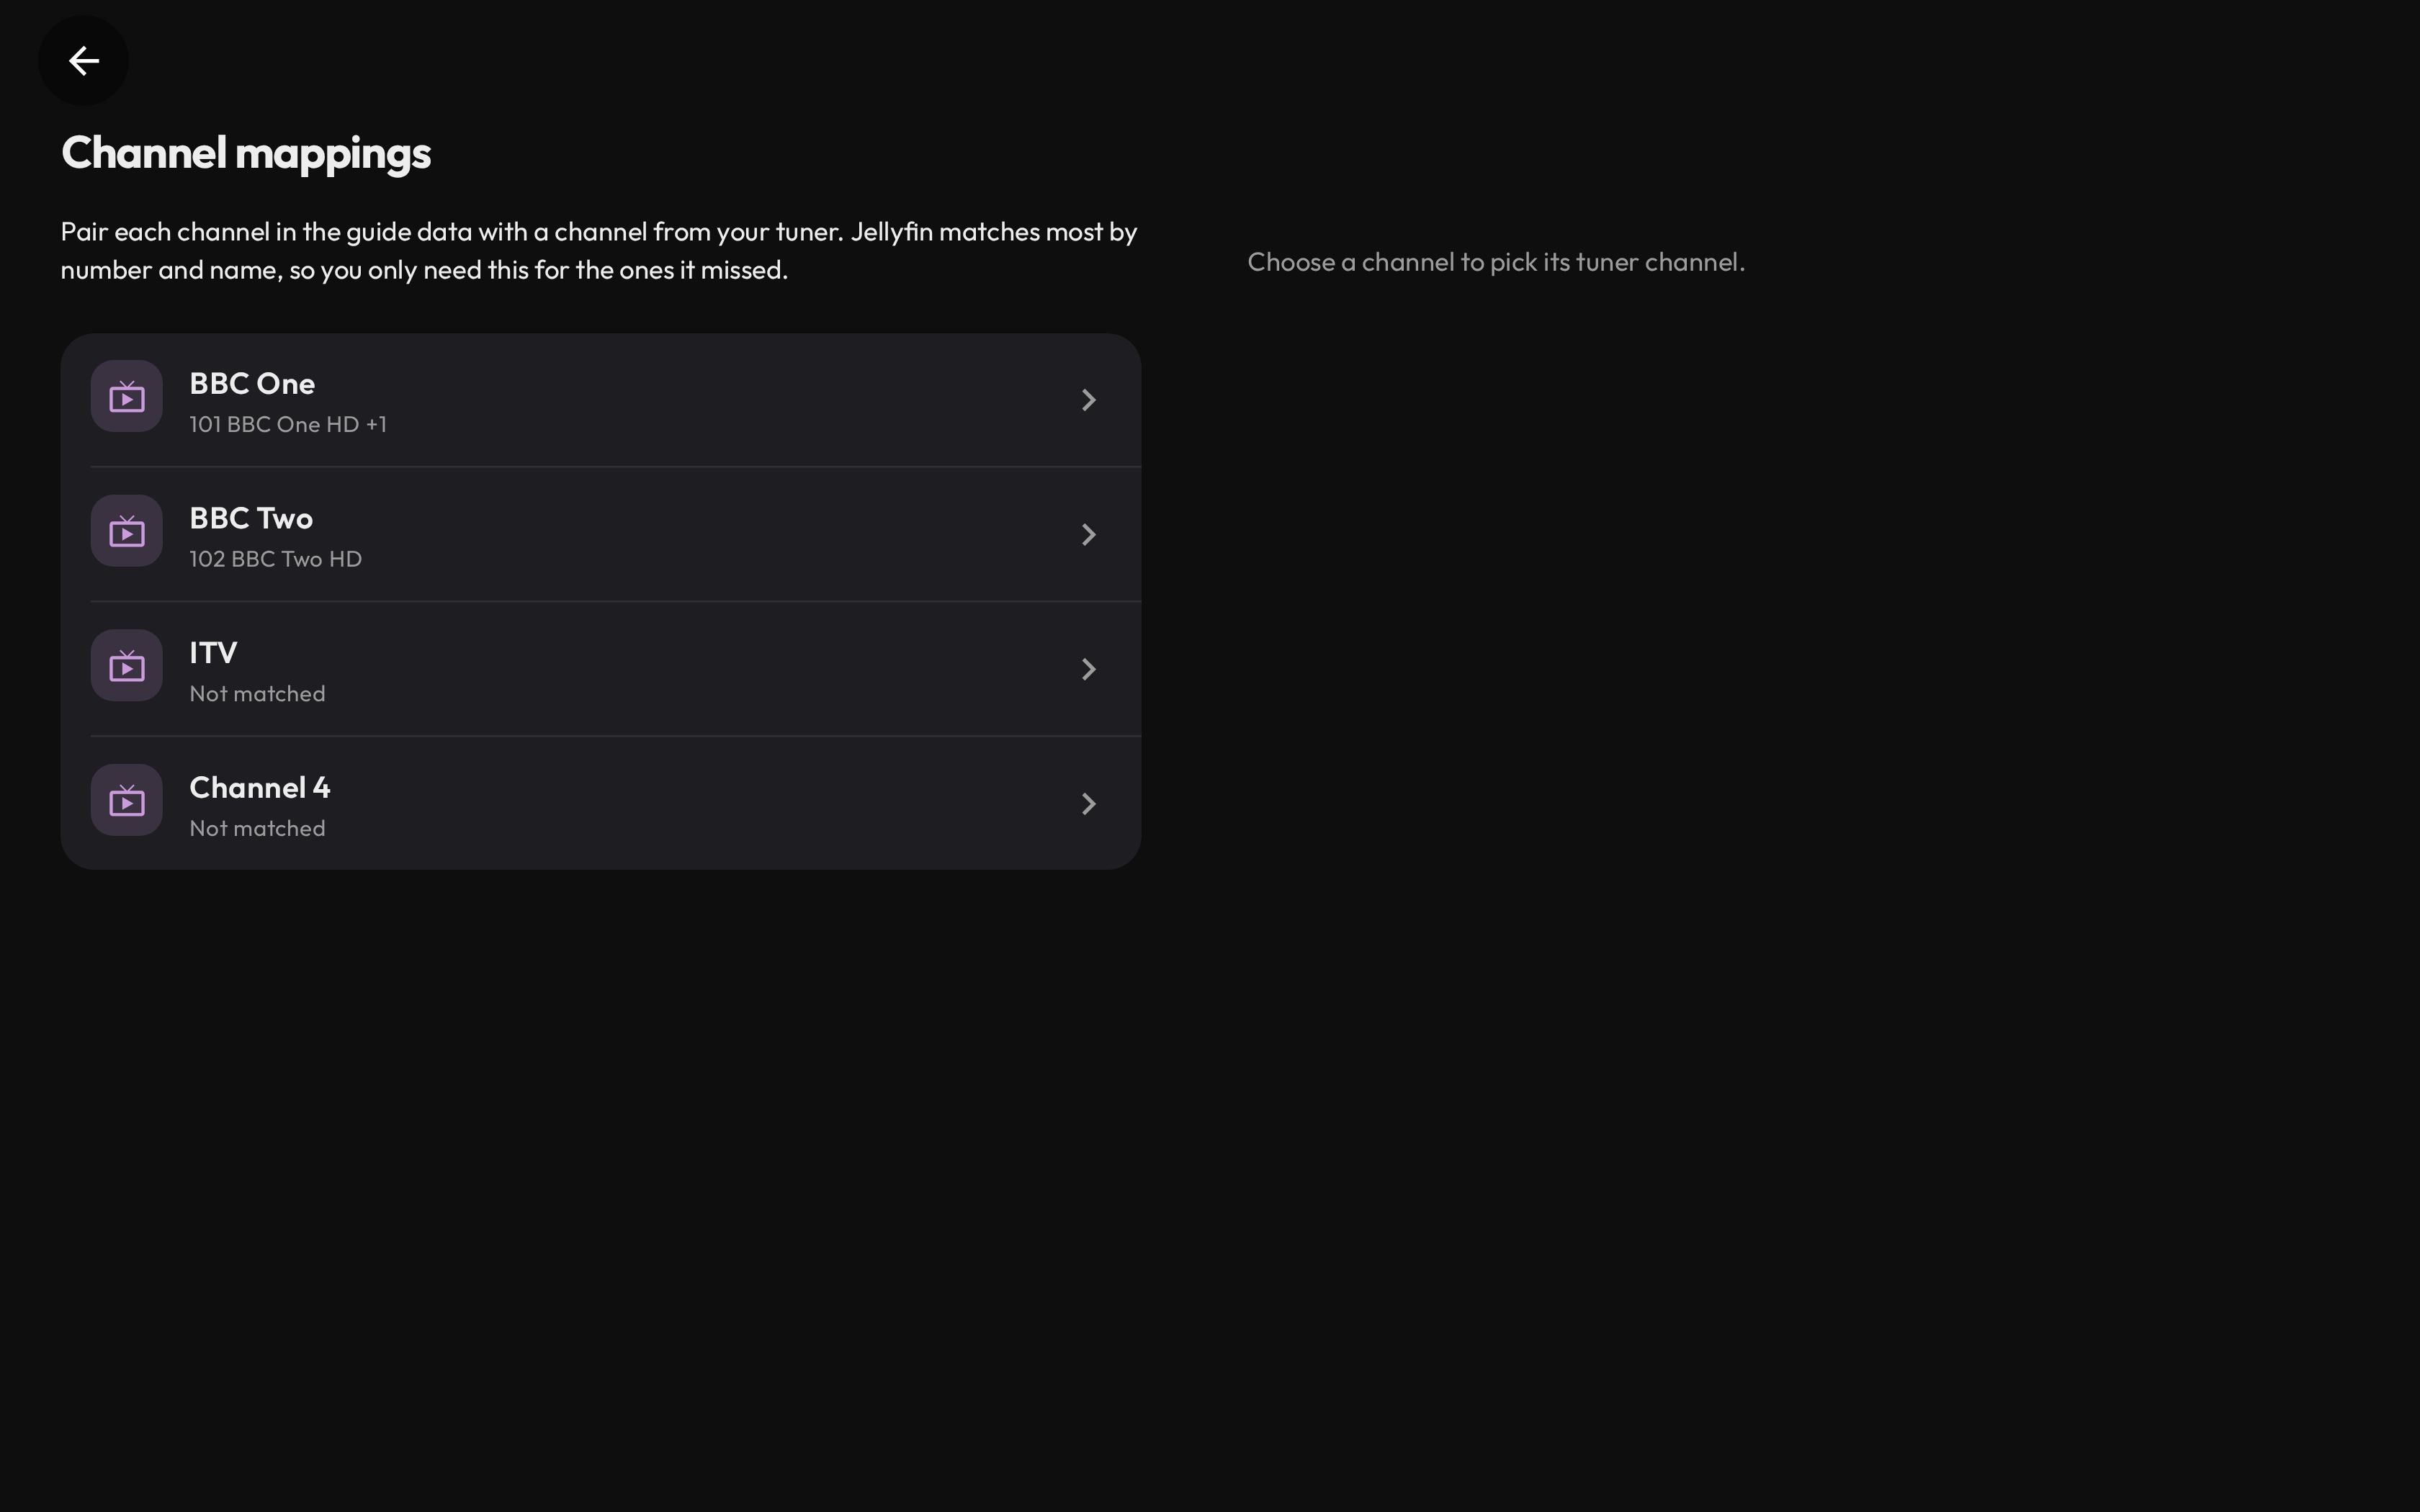 Channel mappings
Pair each channel in the guide data with a channel from your tuner. Jellyfin matches most by
number and name, so you only need this for the ones it missed.
Choose a channel to pick its tuner channel.
BBC One
101 BBC One HD +1
BBC Two
102 BBC Two HD
ITV
Not matched
Channel 4
Not matched